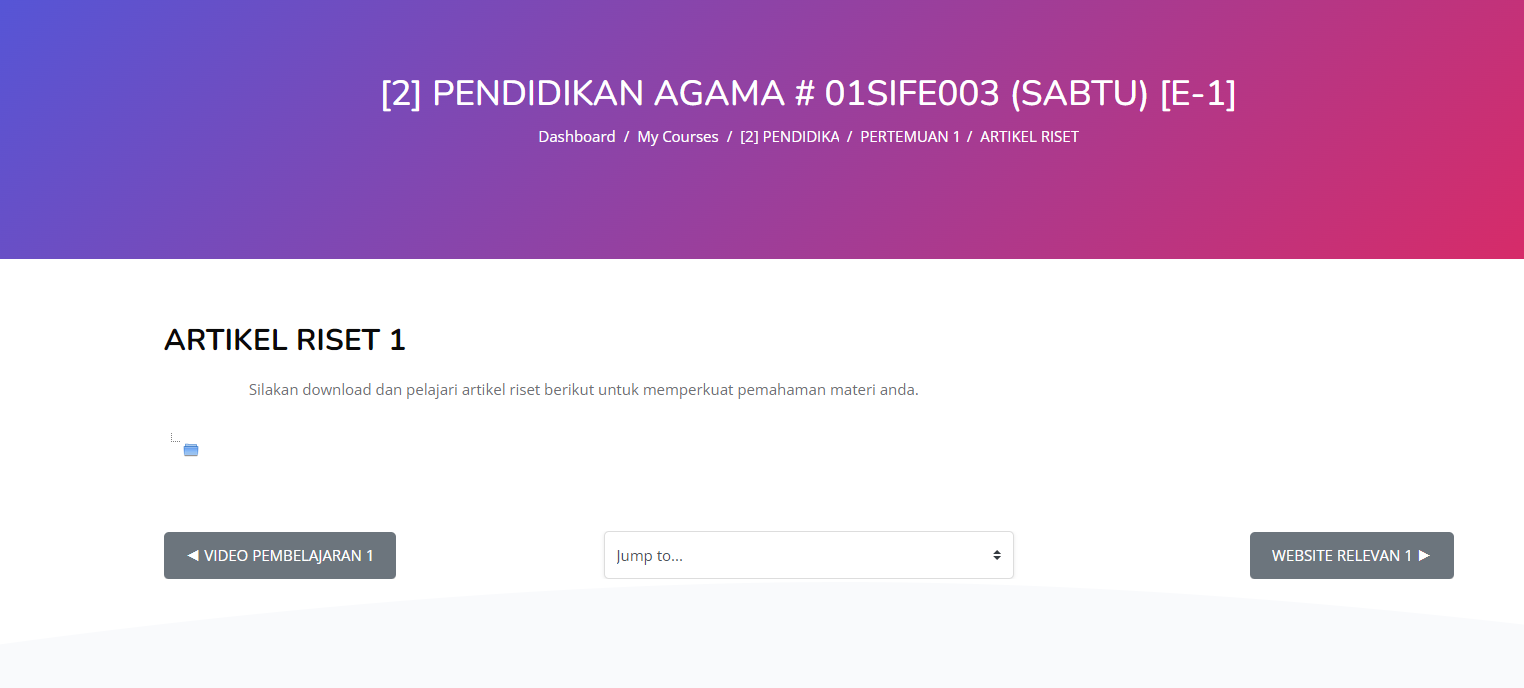 [2] PENDIDIKAN AGAMA # 01SIFE003 (SABTU) [E-1]
Dashboard / My Courses / [2] PENDIDIKA / PERTEMUAN 1 / ARTIKEL RISET
ARTIKEL RISET 1
Silakan download dan pelajari artikel riset berikut untuk memperkuat pemahaman materi anda.
◀ VIDEO PEMBELAJARAN 1
Jump to...
WEBSITE RELEVAN 1 ▶